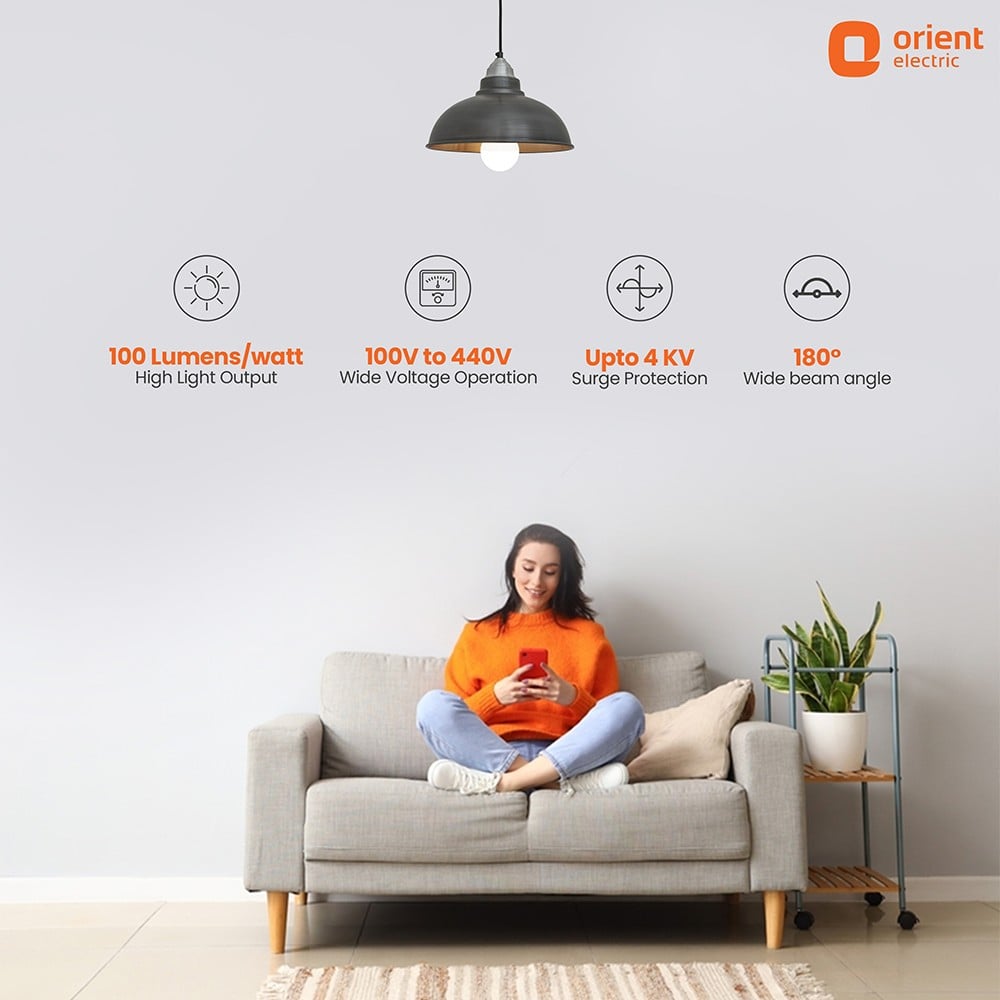 orient
electric
100 Lumens/watt
High Light Output
100V to 440V
Wide Voltage Operation
Upto 4 KV
Surge Protection
180°
Wide beam angle